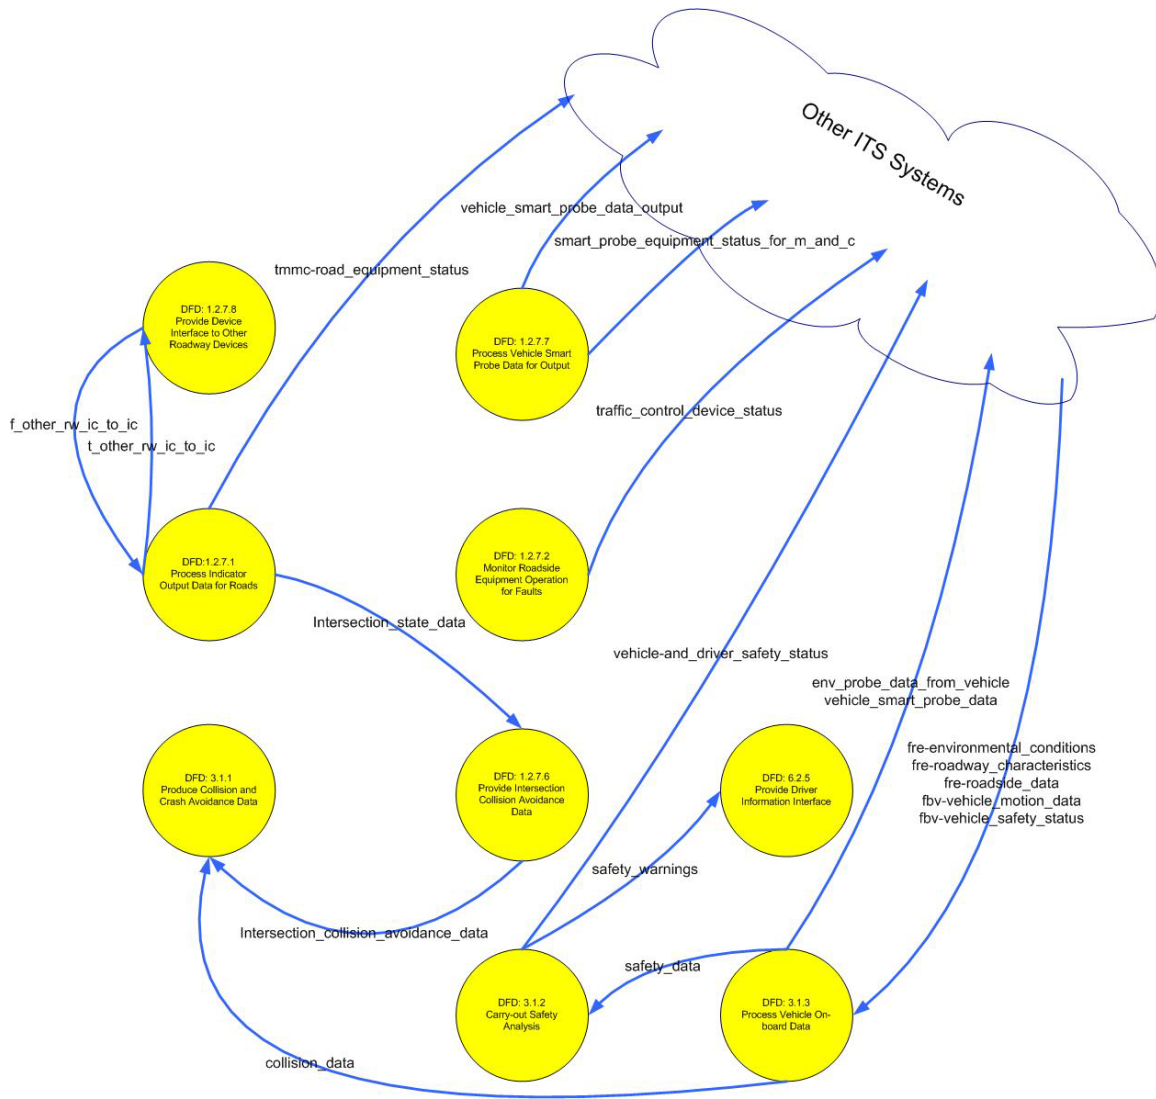 Other ITS Systems
vehicle_smart_probe_data_output
smart_probe_equipment_status_for_m_and_c
tmmc-road_equipment_status
DFD: 1.2.7.8
Provide Device
Interface to Other
Roadway Devices
DFD: 1.2.7.7
Process Vehicle Smart
Probe Data for Output
traffic_control_device_status
f_other_rw_ic_to_ic
t_other_rw_ic_to_ic
DFD:1.2.7.1
Process Indicator
Output Data for Roads
DFD: 1.2.7.2
Monitor Roadside
Equipment Operation
for Faults
Intersection_state_data
vehicle-and_driver_safety_status
env_probe_data_from_vehicle
vehicle_smart_probe_data
fre-environmental_conditions
fre-roadway_characteristics
fre-roadside_data
fbv-vehicle_motion_data
fbv-vehicle_safety_status
DFD: 3.1.1
Produce Collision and
Crash Avoidance Data
DFD: 1.2.7.6
Provide Intersection
Collision Avoidance
Data
DFD: 6.2.5
Provide Driver
Information Interface
safety_warnings
Intersection_collision_avoidance_data
safety_data
DFD: 3.1.2
Carry-out Safety
Analysis
DFD: 3.1.3
Process Vehicle On-
board Data
collision_data